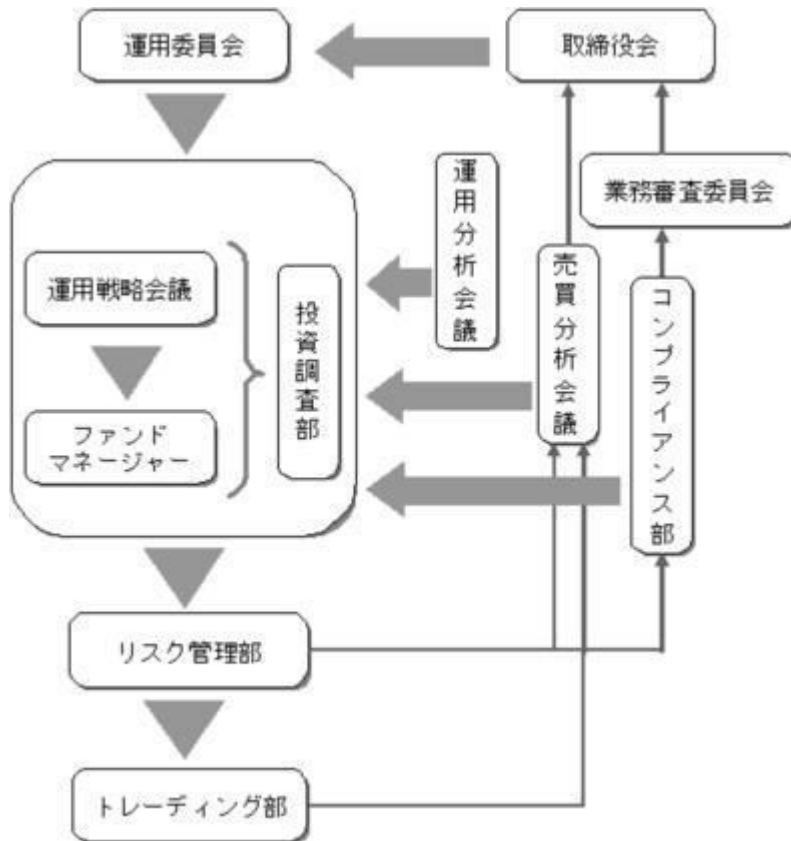 運用委員会
取締役会
運用分析会議
業務審査委員会
売買分析会議
運用戦略会議
投資調査部
コンプライアンス部
ファンド
マネージャー
リスク管理部
トレーディング部